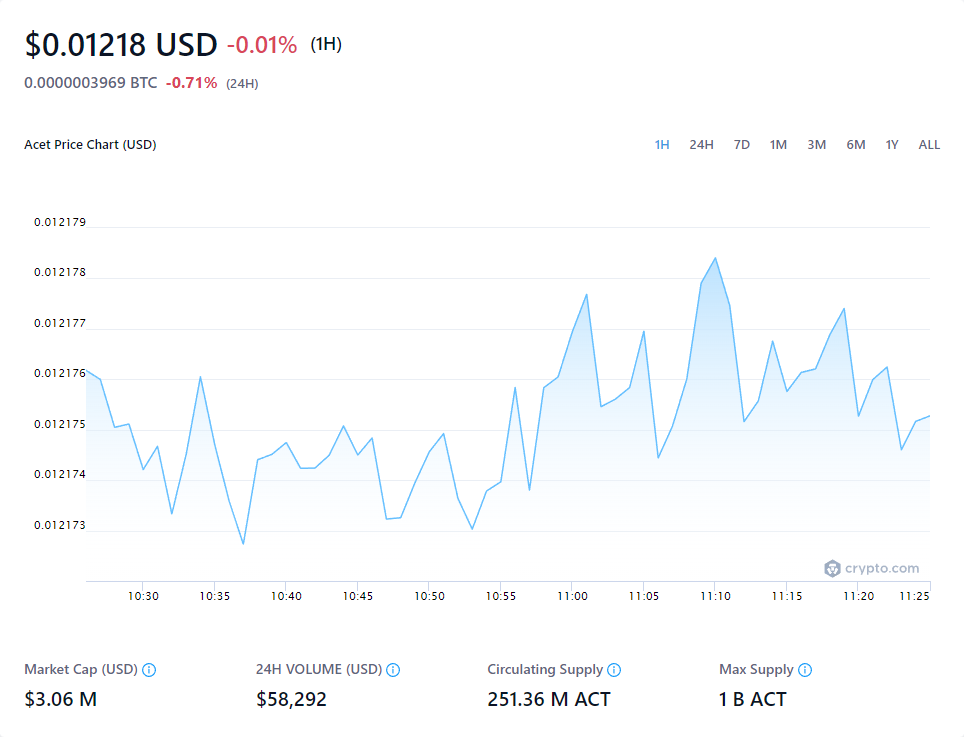 $0.01218 USD -0.01% (1H)
0.0000003969 BTC -0.71% (24H)
Acet Price Chart (USD) 1H 24H 7D 1M 3M 6M 1Y ALL
0.012179
0.012178
0.012177
0.012176
0.012175
0.012174
0.012173
crypto.com
10:30 10:35 10:40 10:45 10:50 10:55 11:00 11:05 11:10 11:15 11:20 11:25
Market Cap (USD) 24H VOLUME (USD) Circulating Supply Max Supply
$3.06 M $58,292 251.36 M ACT 1 B ACT